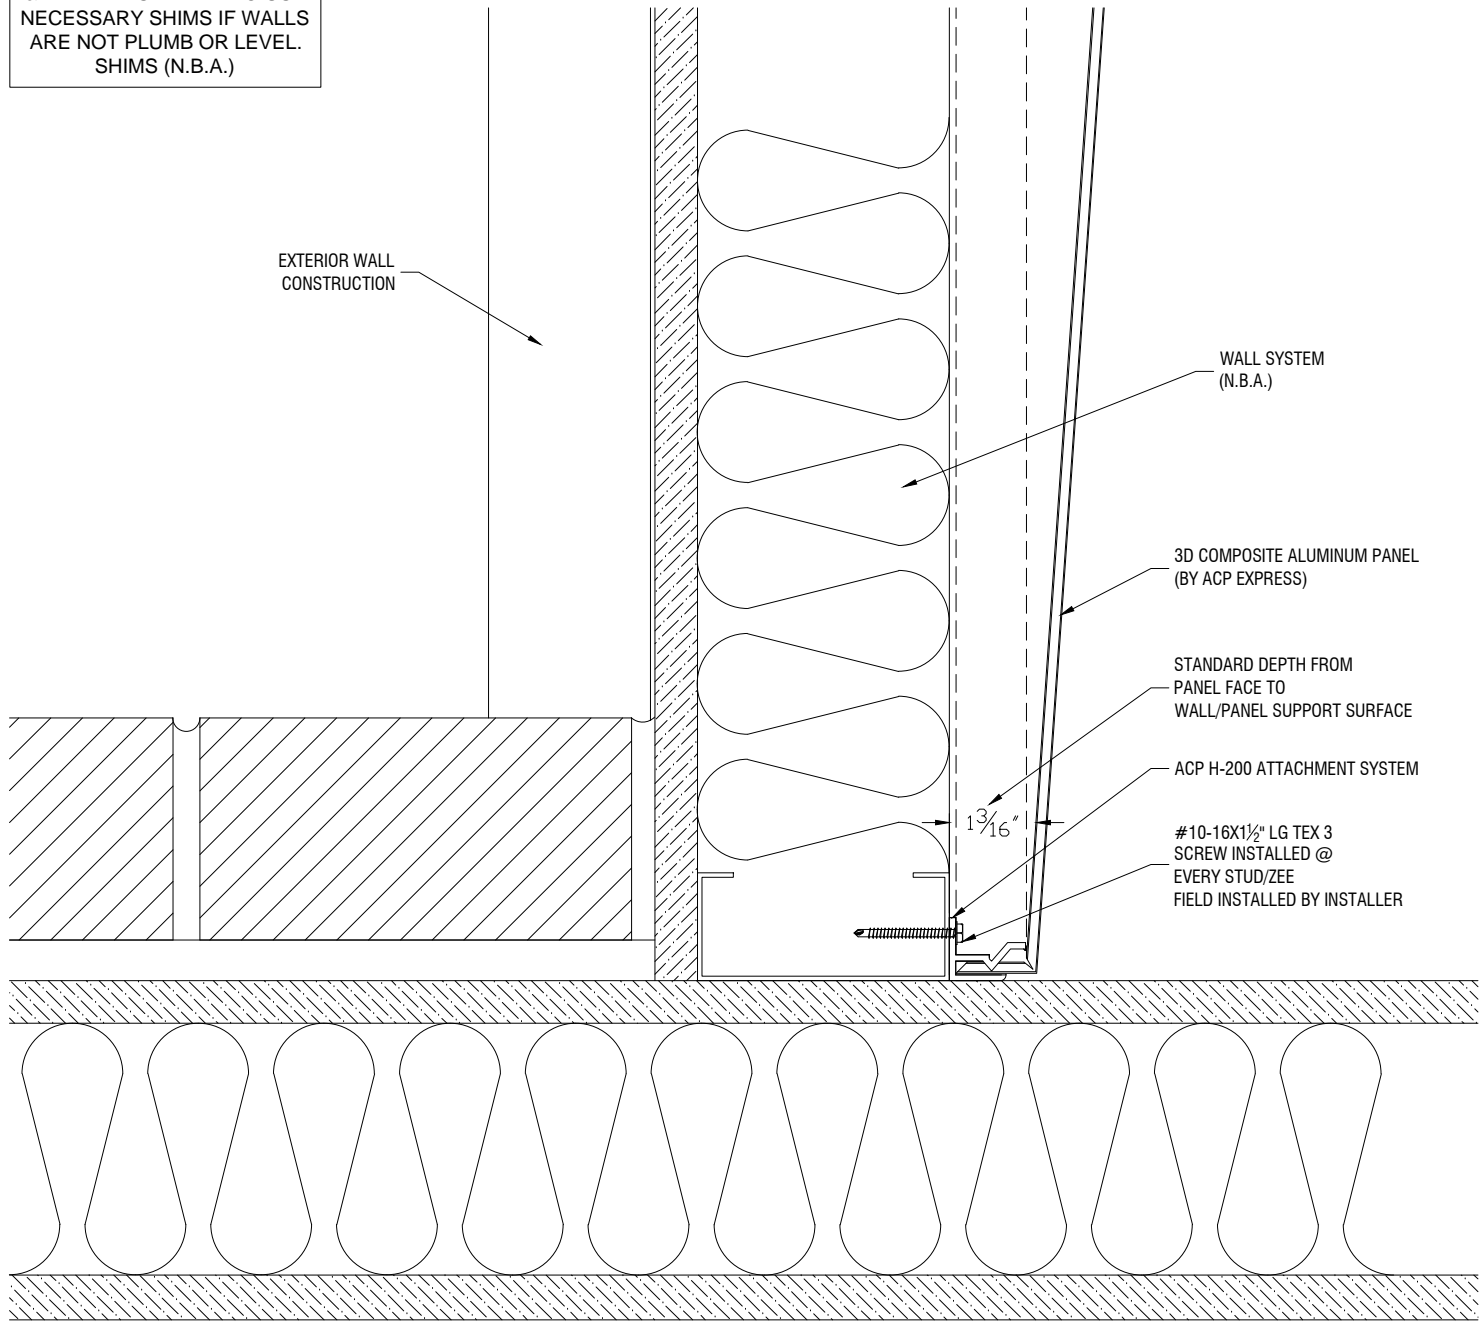 NECESSARY SHIMS IF WALLS
ARE NOT PLUMB OR LEVEL.
SHIMS (N.B.A.)
EXTERIOR WALL
CONSTRUCTION
WALL SYSTEM
(N.B.A.)
3D COMPOSITE ALUMINUM PANEL
(BY ACP EXPRESS)
STANDARD DEPTH FROM
PANEL FACE TO
WALL/PANEL SUPPORT SURFACE
ACP H-200 ATTACHMENT SYSTEM
1 3/16"
#10-16X1½" LG TEX 3
SCREW INSTALLED @
EVERY STUD/ZEE
FIELD INSTALLED BY INSTALLER